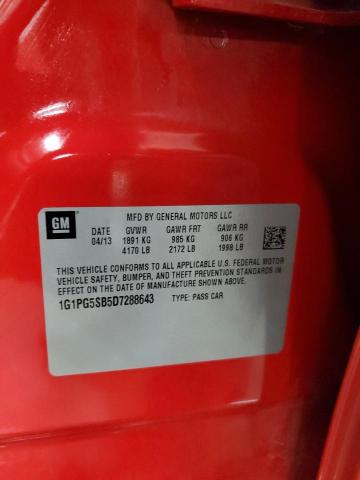 GM
MFD BY GENERAL MOTORS LLC
DATE GVWR GAWR FRT GAWR RR
04/13 1891 KG 985 KG 906 KG
4170 LB 2172 LB 1998 LB
THIS VEHICLE CONFORMS TO ALL APPLICABLE U.S. FEDERAL MOTOR
VEHICLE SAFETY, BUMPER, AND THEFT PREVENTION STANDARDS IN
EFFECT ON THE DATE OF MANUFACTURE SHOWN ABOVE.
1G1PG5SB5D7288643 TYPE: PASS CAR